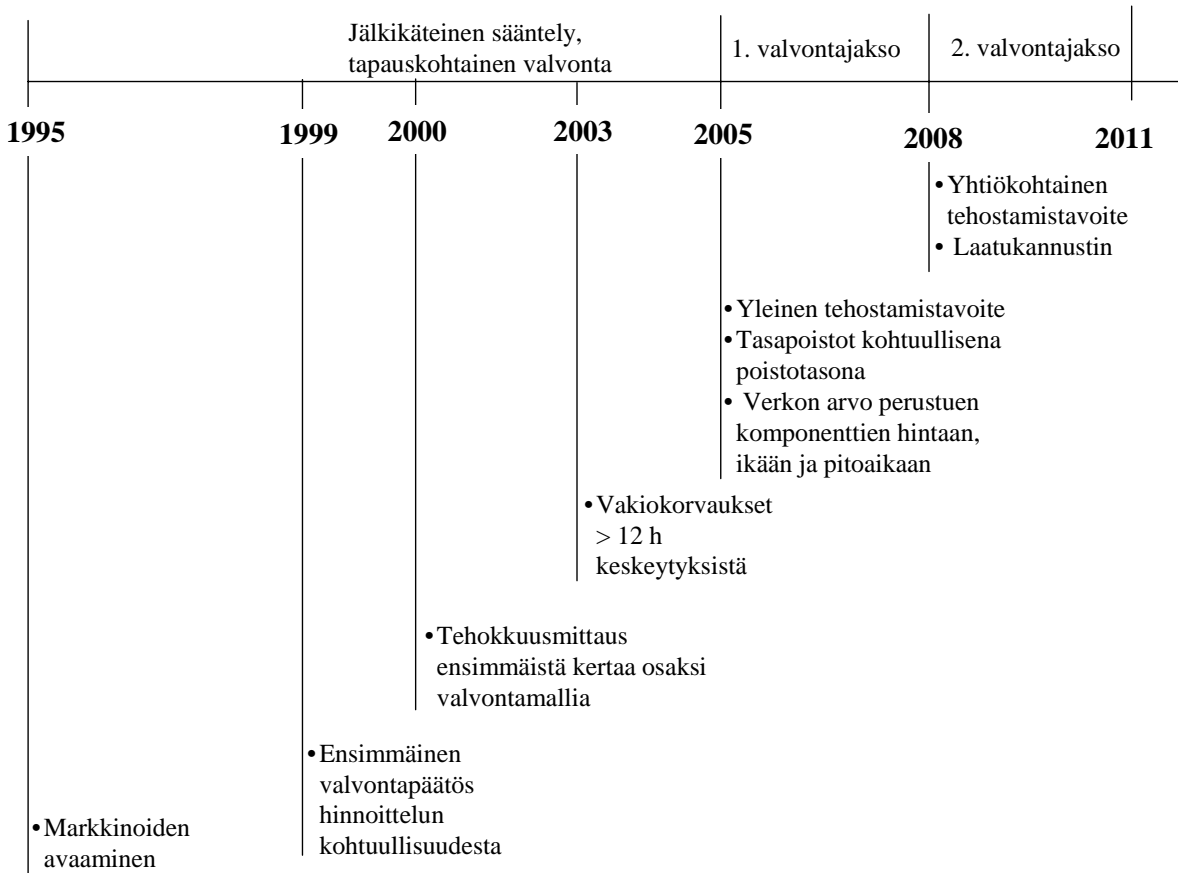 Jälkikäteinen sääntely,
tapauskohtainen valvonta
1. valvontajakso
2. valvontajakso
1995
1999
2000
2003
2005
2008
2011
• Yhtiökohtainen
tehostamistavoite
• Laatukannustin
• Yleinen tehostamistavoite
• Tasapoistot kohtuullisena
poistotasona
• Verkon arvo perustuen
komponenttien hintaan,
ikään ja pitoaikaan
• Vakiokorvaukset
> 12 h
keskeytyksistä
• Tehokkuusmittaus
ensimmäistä kertaa osaksi
valvontamallia
• Ensimmäinen
valvontapäätös
hinnoittelun
kohtuullisuudesta
• Markkinoiden
avaaminen